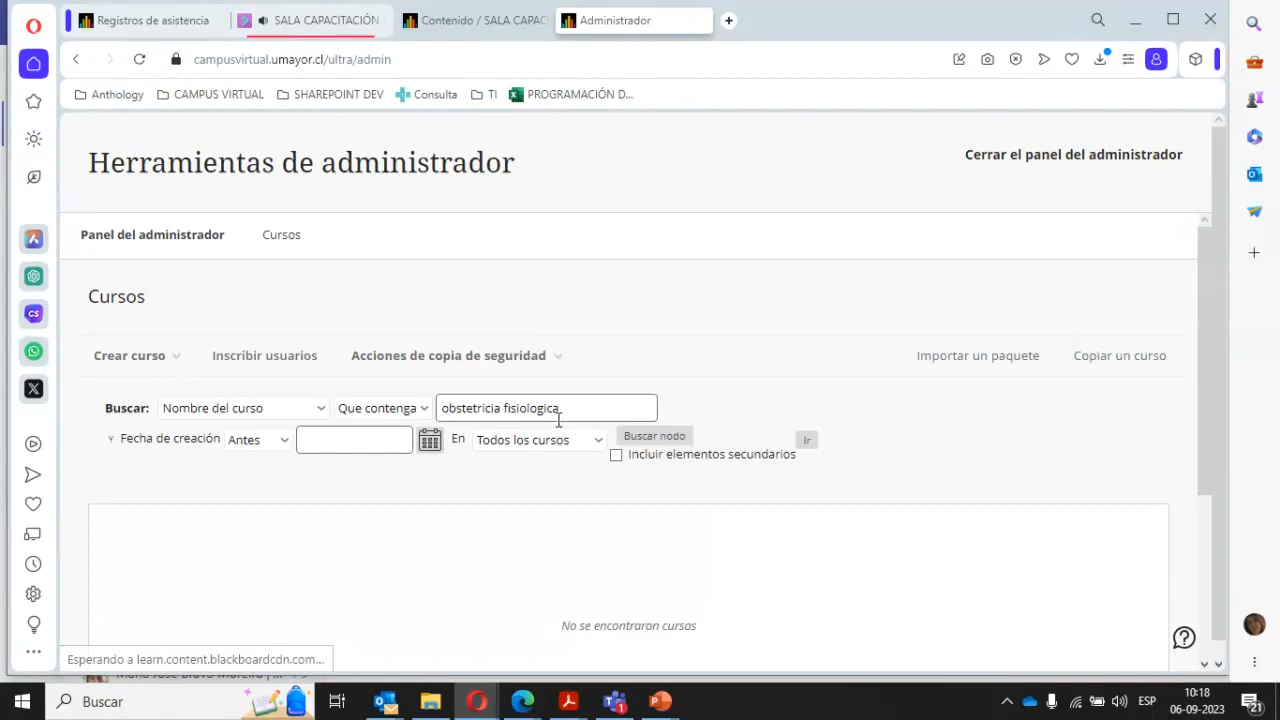 Registros de asistencia
SALA CAPACITACIÓN
Contenido / SALA CAPAC
Administrador
campusvirtual.umayor.cl/ultra/admin
Anthology
CAMPUS VIRTUAL
SHAREPOINT DEV
Consulta
TI
PROGRAMACIÓN D...
Herramientas de administrador
Cerrar el panel del administrador
Panel del administrador
Cursos
Cursos
Crear curso
Inscribir usuarios
Acciones de copia de seguridad
Importar un paquete
Copiar un curso
Buscar: Nombre del curso Que contenga obstetricia fisiologica
Y Fecha de creación Antes En Todos los cursos Buscar nodo Ir
Incluir elementos secundarios
No se encontraron cursos
Esperando a learn.content.blackboardcdn.com...
CS
Buscar
ESP
10:18
06-09-2023
21